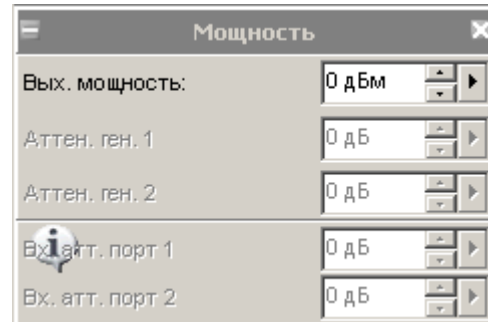 Мощность
Вых. мощность: 0 дБм
Аттен. ген. 1 0 дБ
Аттен. ген. 2 0 дБ
Вх. атт. порт 1 0 дБ
Вх. атт. порт 2 0 дБ